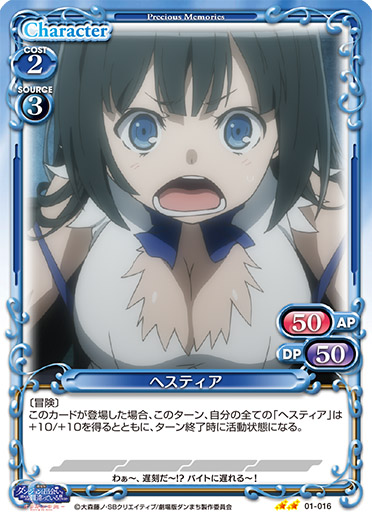 Precious Memories
Character
COST
2
SOURCE
3
50 AP
DP 50
ヘスティア
［冒険］
このカードが登場した場合、このターン、自分の全ての「ヘスティア」は
+10/+10を得るとともに、ターン終了時に活動状態になる。
わぁ～、遅刻だ～!? バイトに遅れる～！
©大森藤ノ・SBクリエイティブ/劇場版ダンまち製作委員会
01-016